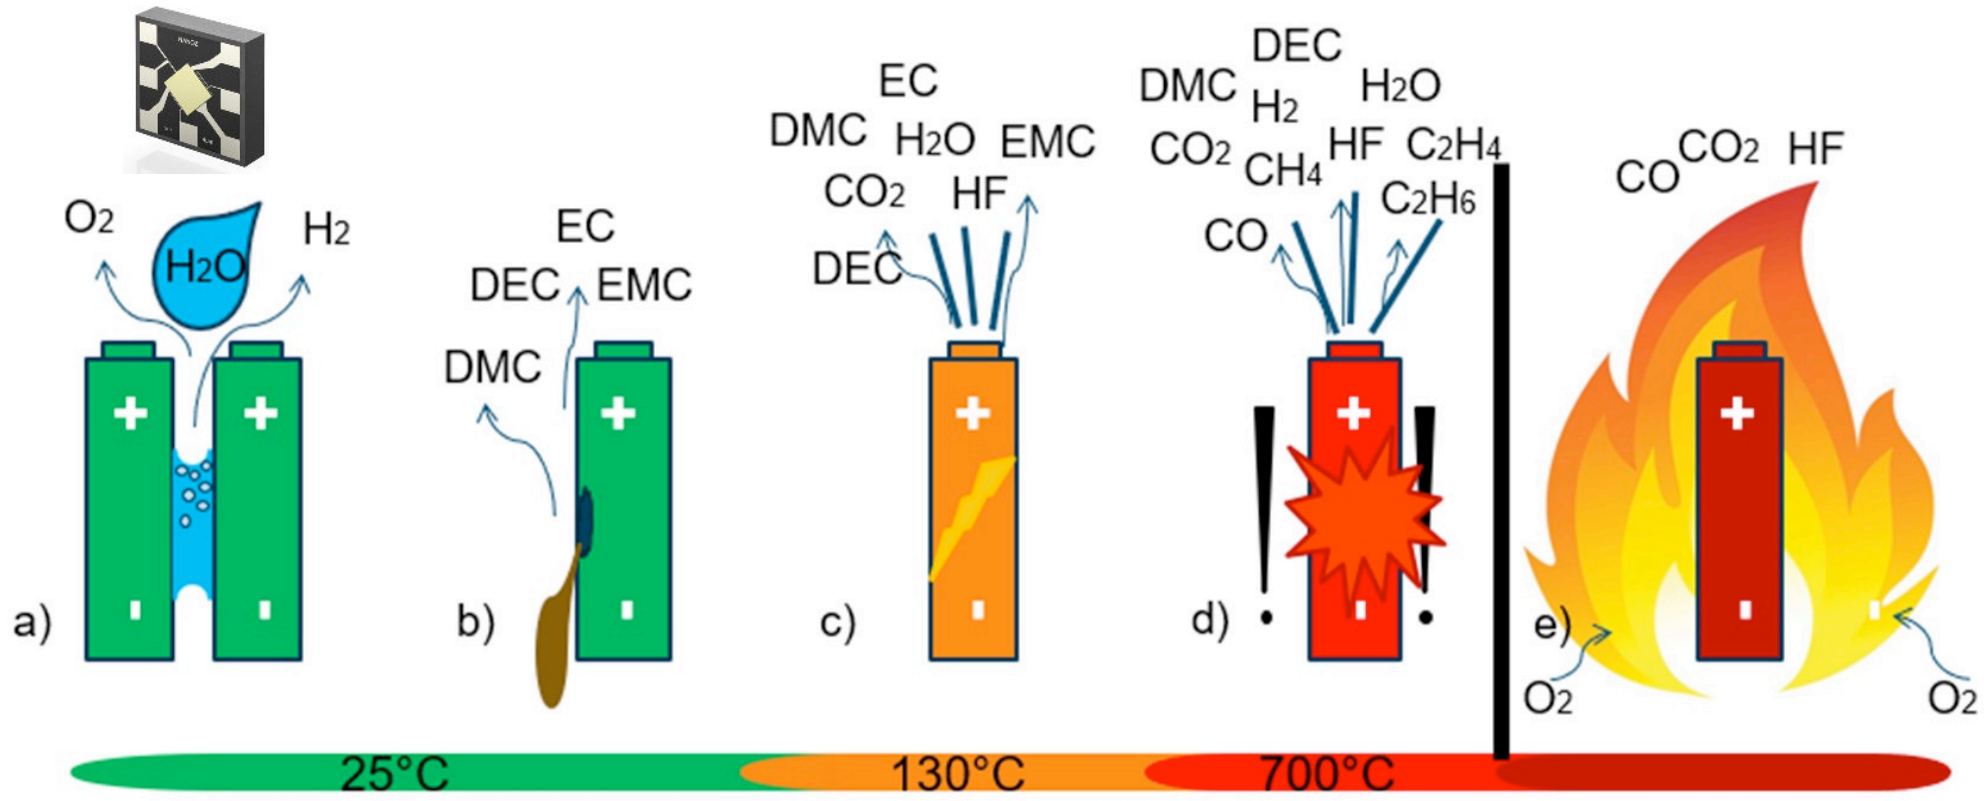 O2
H2O
H2
+
+
-
-
a)
EC
DEC
EMC
DMC
+
b)
EC
DMC
H2O
EMC
CO2
HF
DEC
+
-
c)
DEC
DMC
H2
H2O
CO2
CH4
HF
C2H4
C2H6
CO
+
-
! !
d)
CO
CO2
HF
+
-
-
e)
O2
O2
25°C
130°C
700°C